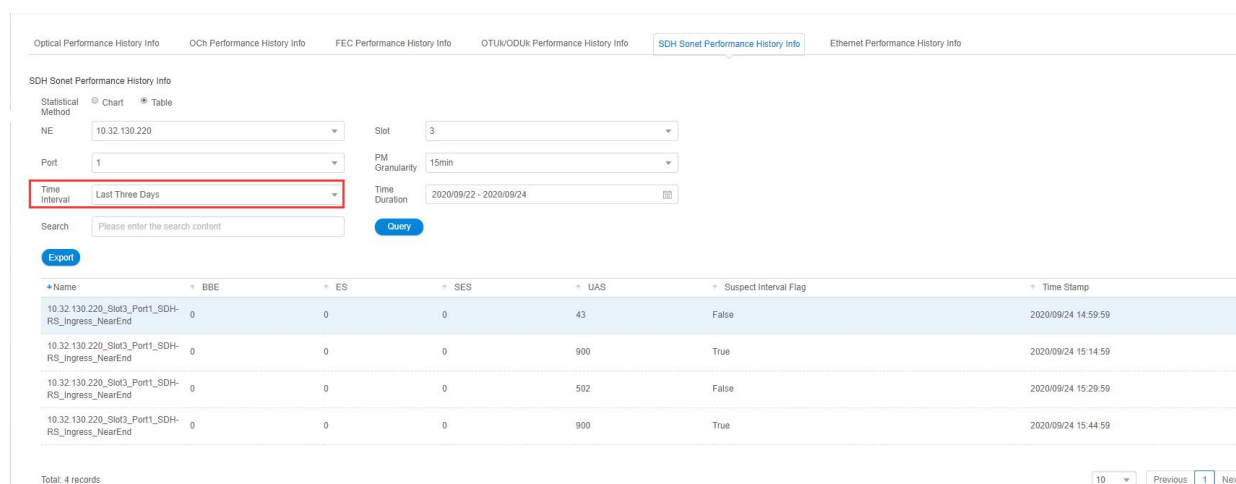 Optical Performance History Info OCh Performance History Info FEC Performance History Info OTUk/ODUk Performance History Info SDH Sonet Performance History Info Ethernet Performance History Info
SDH Sonet Performance History Info
Statistical Method Chart Table
NE 10.32.130.220 Slot 3
Port 1 PM Granularity 15min
Time Interval Last Three Days Time Duration 2020/09/22 - 2020/09/24
Search Please enter the search content Query
Export
Name BBE ES SES UAS Suspect Interval Flag Time Stamp
10.32.130.220_Slot3_Port1_SDH-
RS_Ingress_NearEnd 0 0 0 43 False 2020/09/24 14:59:59
10.32.130.220_Slot3_Port1_SDH-
RS_Ingress_NearEnd 0 0 0 900 True 2020/09/24 15:14:59
10.32.130.220_Slot3_Port1_SDH-
RS_Ingress_NearEnd 0 0 0 502 False 2020/09/24 15:29:59
10.32.130.220_Slot3_Port1_SDH-
RS_Ingress_NearEnd 0 0 0 900 True 2020/09/24 15:44:59
Total: 4 records 10 Previous 1 Nex